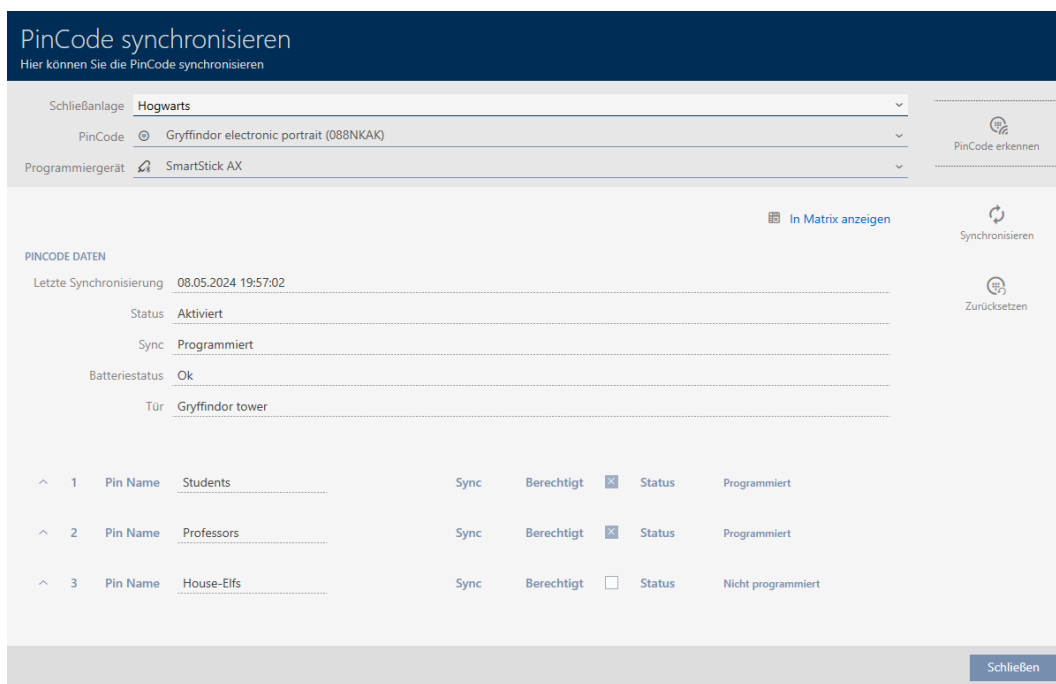 PinCode synchronisieren
Hier können Sie die PinCode synchronisieren
Schließanlage Hogwarts
PinCode Gryffindor electronic portrait (088NKAK)
Programmiergerät SmartStick AX
PinCode erkennen
In Matrix anzeigen
Synchronisieren
Zurücksetzen
PINCODE DATEN
Letzte Synchronisierung 08.05.2024 19:57:02
Status Aktiviert
Sync Programmiert
Batteriestatus Ok
Tür Gryffindor tower
1 Pin Name Students Sync Berechtigt Status Programmiert
2 Pin Name Professors Sync Berechtigt Status Programmiert
3 Pin Name House-Elfs Sync Berechtigt Status Nicht programmiert
Schließen